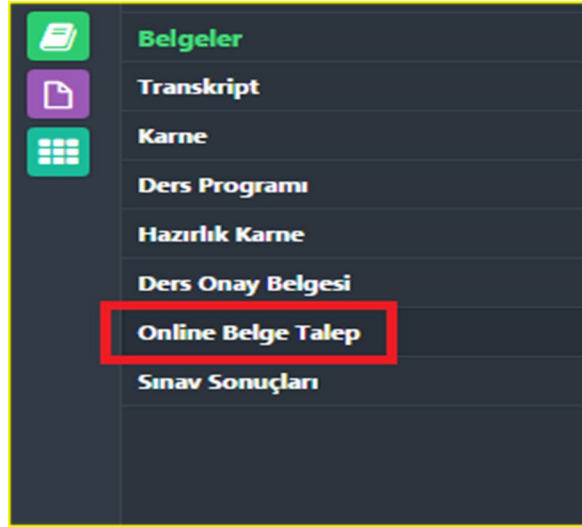 Belgeler
Transkript
Karne
Ders Programı
Hazırlık Karne
Ders Onay Belgesi
Online Belge Talep
Sınav Sonuçları